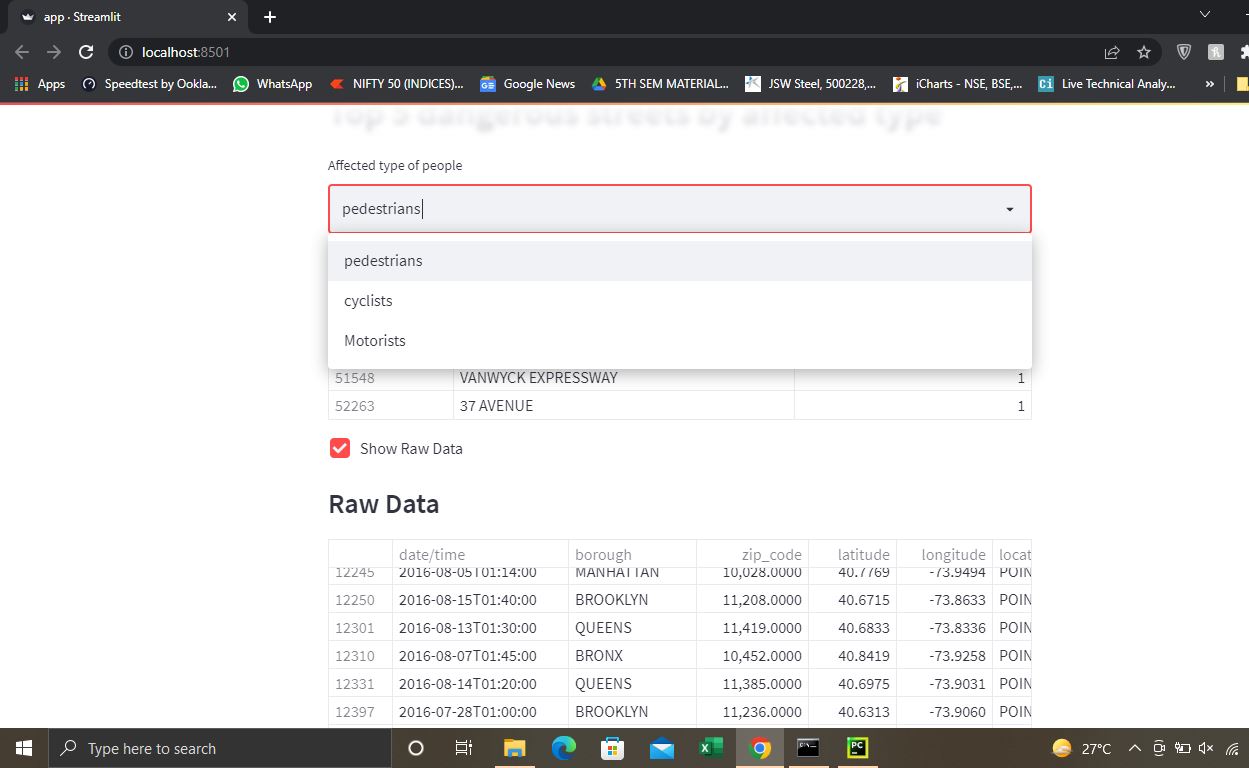 app · Streamlit
localhost:8501
Apps Speedtest by Ookla... WhatsApp NIFTY 50 (INDICES)... Google News 5TH SEM MATERIAL... JSW Steel, 500228,... iCharts - NSE, BSE,... Live Technical Analy... »
Top 5 dangerous streets by affected type
Affected type of people
pedestrians
pedestrians
cyclists
Motorists
51548 VANWYCK EXPRESSWAY 1
52263 37 AVENUE 1
Show Raw Data
Raw Data
date/time borough zip_code latitude longitude locat
12245 2016-08-05T01:14:00 MANHATTAN 10,028.0000 40.7769 -73.9494 POIN
12250 2016-08-15T01:40:00 BROOKLYN 11,208.0000 40.6715 -73.8633 POIN
12301 2016-08-13T01:30:00 QUEENS 11,419.0000 40.6833 -73.8336 POIN
12310 2016-08-07T01:45:00 BRONX 10,452.0000 40.8419 -73.9258 POIN
12331 2016-08-14T01:20:00 QUEENS 11,385.0000 40.6975 -73.9031 POIN
12397 2016-07-28T01:00:00 BROOKLYN 11,236.0000 40.6313 -73.9060 POIN
Type here to search 27°C